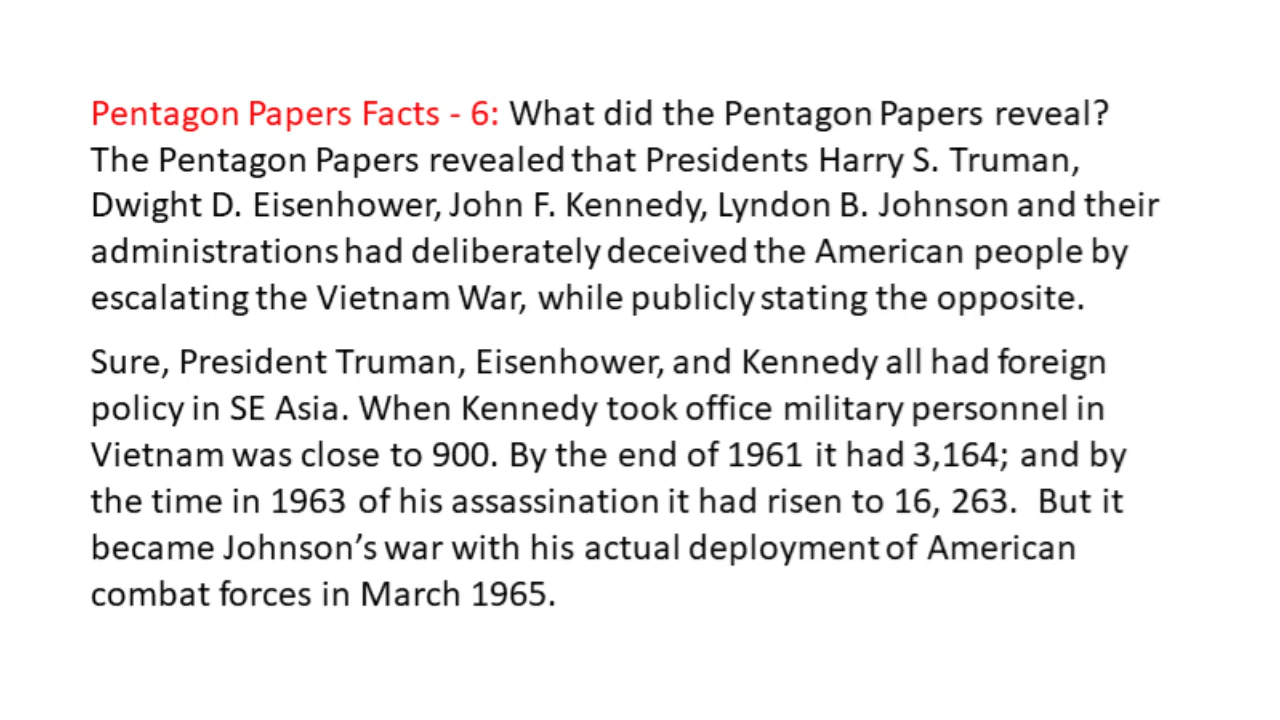 Pentagon Papers Facts - 6: What did the Pentagon Papers reveal?
The Pentagon Papers revealed that Presidents Harry S. Truman,
Dwight D. Eisenhower, John F. Kennedy, Lyndon B. Johnson and their
administrations had deliberately deceived the American people by
escalating the Vietnam War, while publicly stating the opposite.
Sure, President Truman, Eisenhower, and Kennedy all had foreign
policy in SE Asia. When Kennedy took office military personnel in
Vietnam was close to 900. By the end of 1961 it had 3,164; and by
the time in 1963 of his assassination it had risen to 16, 263.  But it
became Johnson’s war with his actual deployment of American
combat forces in March 1965.